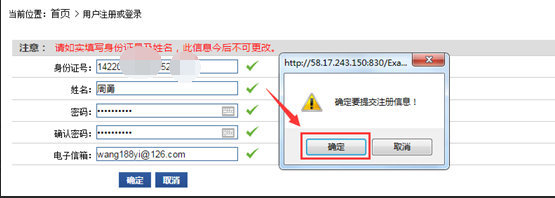 当前位置：首页 > 用户注册或登录
注意： 请如实填写身份证号及姓名，此信息今后不可更改。
身份证号： 1422 52
姓名： 周勇
密码： ••••••••••
确认密码： ••••••••••
电子信箱： wang188yi@126.com
确定 取消
http://58.17.243.150:830/Exa...
确定要提交注册信息！
确定 取消